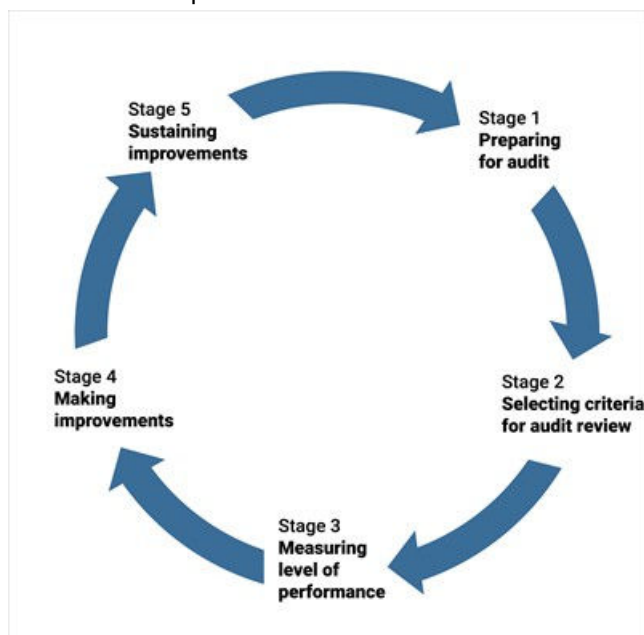 Stage 1
Preparing
for audit
Stage 2
Selecting criteria
for audit review
Stage 3
Measuring
level of
performance
Stage 4
Making
improvements
Stage 5
Sustaining
improvements